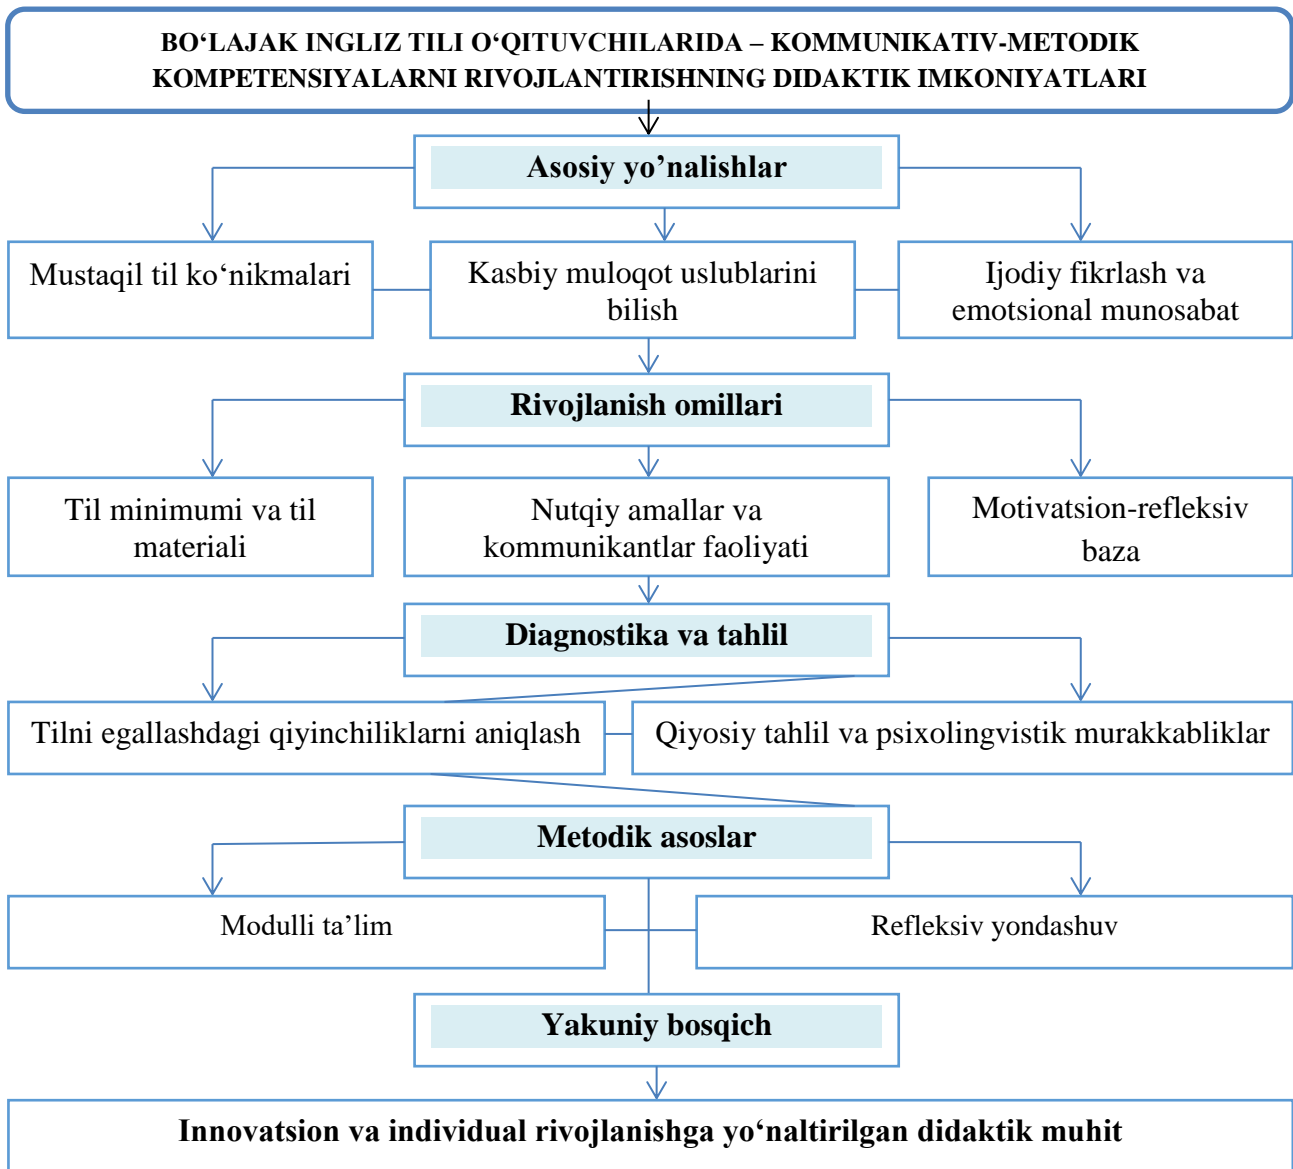 BO‘LAJAK INGLIZ TILI O‘QITUVCHILARIDA – KOMMUNIKATIV-METODIK
KOMPETENSIYALARNI RIVOJLANTIRISHNING DIDAKTIK IMKONIYATLARI
Asosiy yo’nalishlar
Mustaqil til ko‘nikmalari
Kasbiy muloqot uslublarini
bilish
Ijodiy fikrlash va
emotsional munosabat
Rivojlanish omillari
Til minimumi va til
materiali
Nutqiy amallar va
kommunikantlar faoliyati
Motivatsion-refleksiv
baza
Diagnostika va tahlil
Tilni egallashdagi qiyinchiliklarni aniqlash
Qiyosiy tahlil va psixolingvistik murakkabliklar
Metodik asoslar
Modulli ta’lim
Refleksiv yondashuv
Yakuniy bosqich
Innovatsion va individual rivojlanishga yo‘naltirilgan didaktik muhit